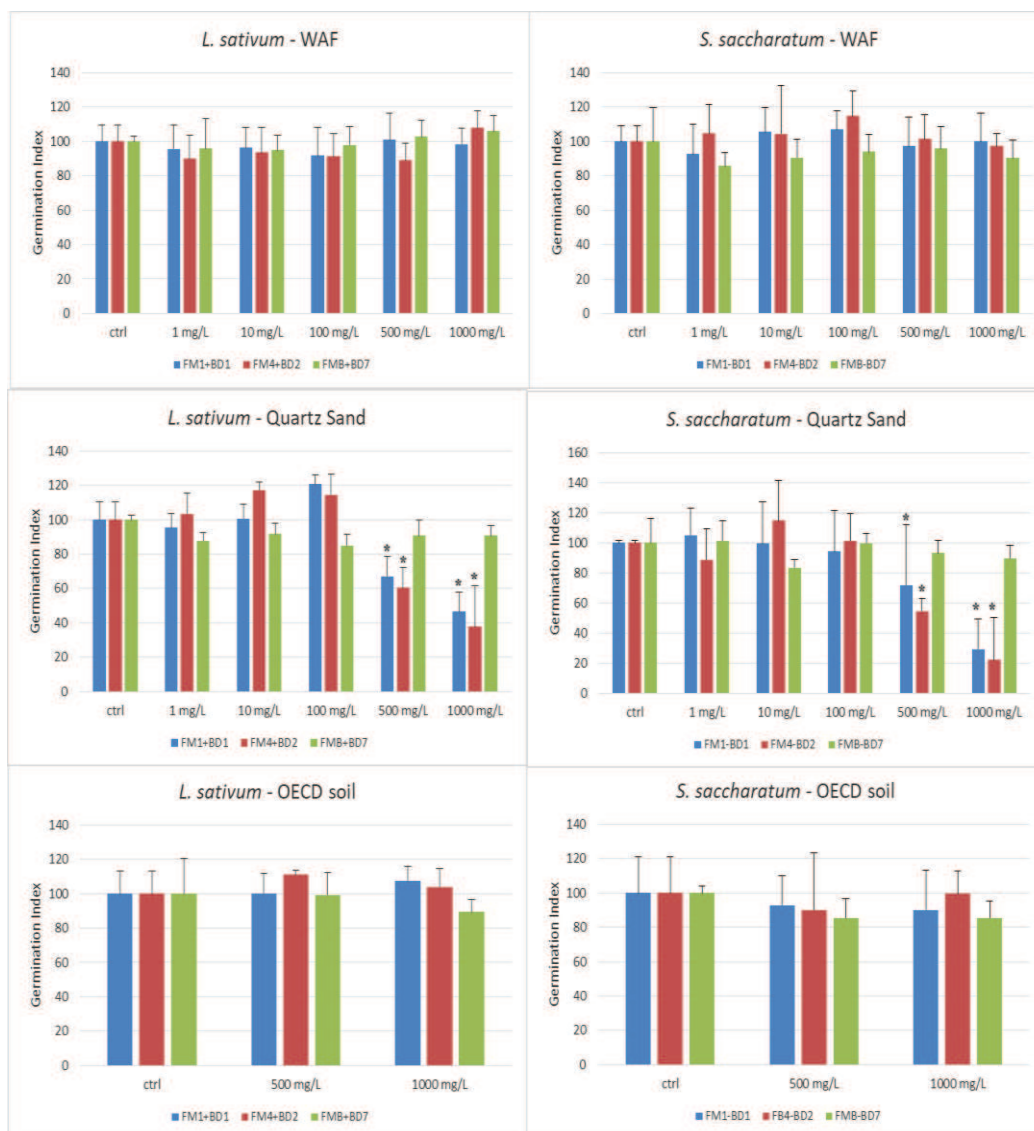 L. sativum - WAF
Germination Index
140
120
100
80
60
40
20
0
ctrl 1 mg/L 10 mg/L 100 mg/L 500 mg/L 1000 mg/L
FM1+BD1 FM4+BD2 FMB+BD7
S. saccharatum - WAF
Germination Index
140
120
100
80
60
40
20
0
ctrl 1 mg/L 10 mg/L 100 mg/L 500 mg/L 1000 mg/L
FM1-BD1 FM4-BD2 FMB-BD7
L. sativum - Quartz Sand
Germination Index
140
120
100
80
60
40
20
0
* * * *
ctrl 1 mg/L 10 mg/L 100 mg/L 500 mg/L 1000 mg/L
FM1+BD1 FM4+BD2 FMB+BD7
S. saccharatum - Quartz Sand
Germination Index
160
140
120
100
80
60
40
20
0
* * * *
ctrl 1 mg/L 10 mg/L 100 mg/L 500 mg/L 1000 mg/L
FM1-BD1 FM4-BD2 FMB-BD7
L. sativum - OECD soil
Germination Index
140
120
100
80
60
40
20
0
ctrl 500 mg/L 1000 mg/L
FM1+BD1 FM4+BD2 FMB+BD7
S. saccharatum - OECD soil
Germination Index
140
120
100
80
60
40
20
0
ctrl 500 mg/L 1000 mg/L
FM1-BD1 FB4-BD2 FMB-BD7